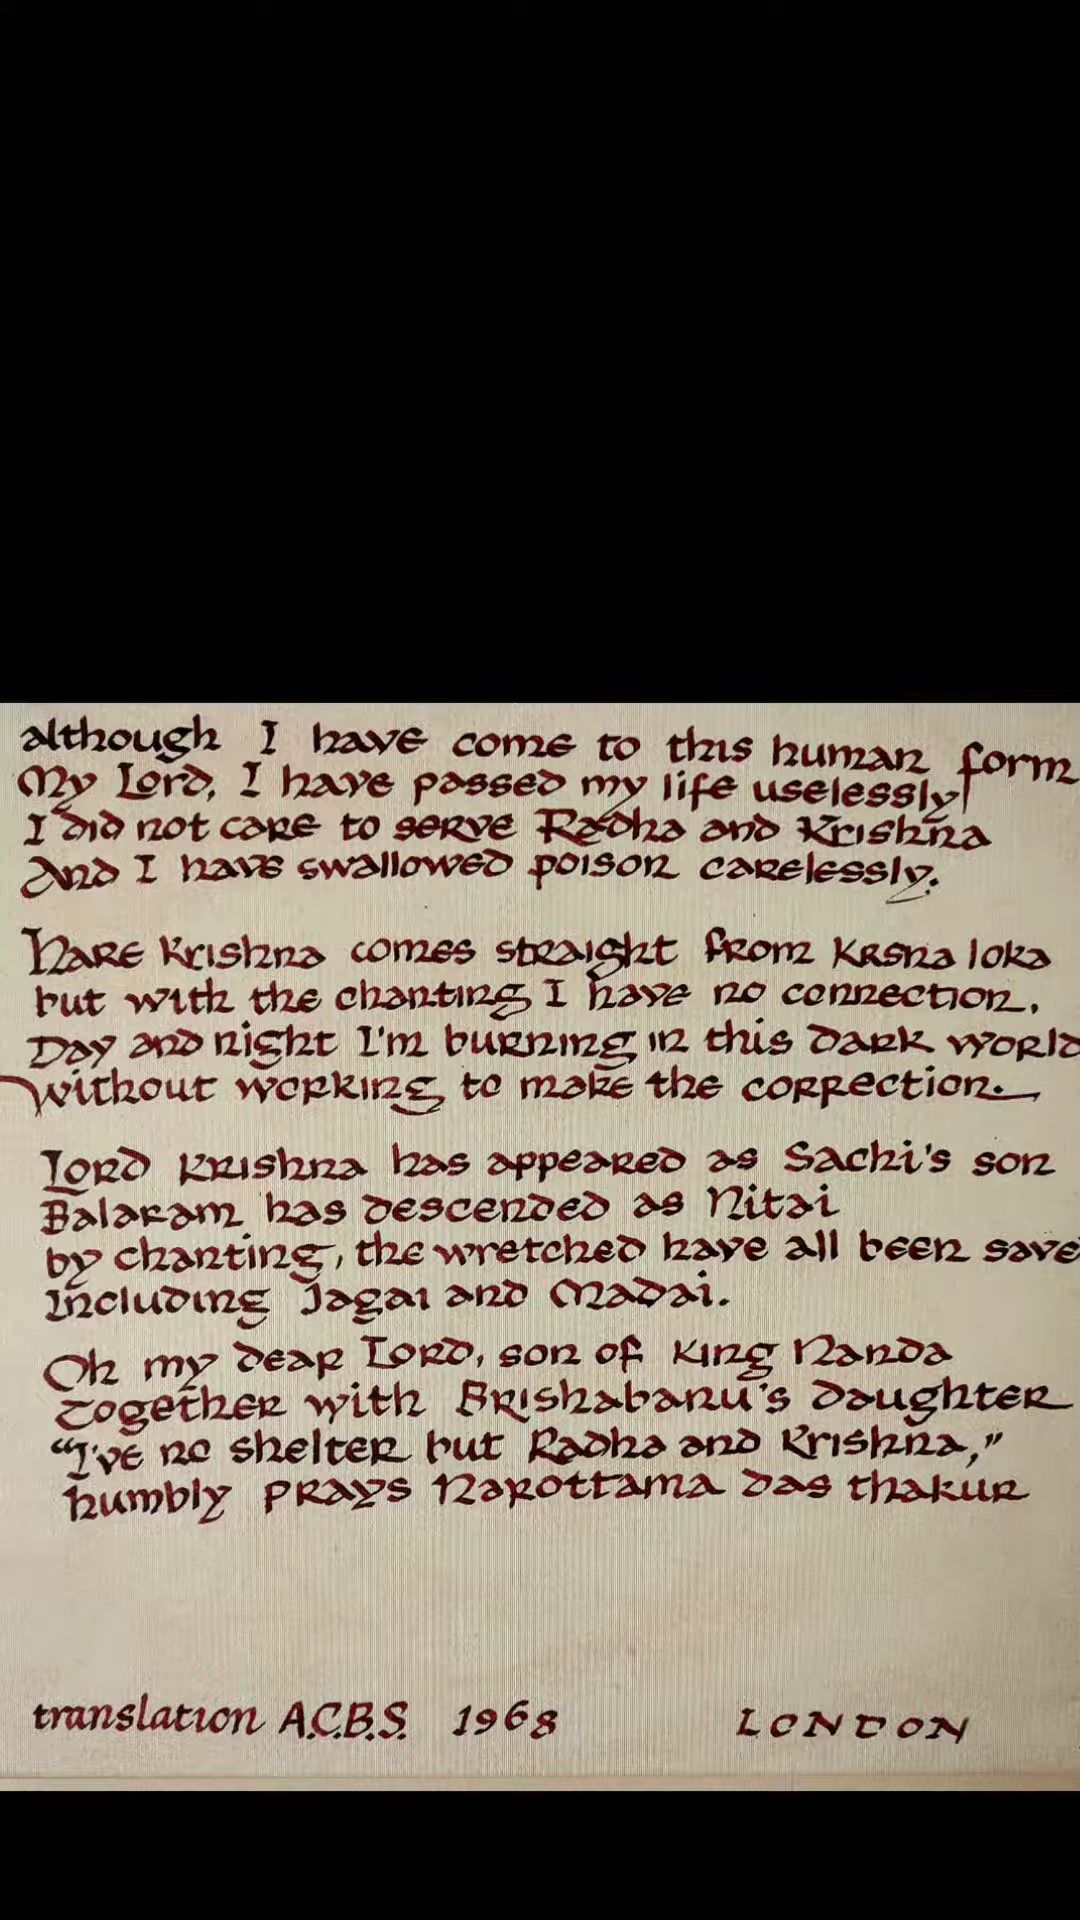 although I have come to this human form
My Lord, I have passed my life uselessly
I did not care to serve Radha and Krishna
And I have swallowed poison carelessly.
Hare Krishna comes straight from Krsna loka
but with the chanting I have no connection.
Day and night I'm burning in this dark world
without working to make the correction.
Lord Krishna has appeared as Sachi's son
Balaram has descended as Nitai
by chanting, the wretched have all been save
including Jagai and Madai.
Oh my dear Lord, son of King Nanda
together with Brishabanu's daughter
“I've no shelter but Radha and Krishna,”
humbly prays Narottama das thakur
translation A.C.B.S. 1968 LONDON